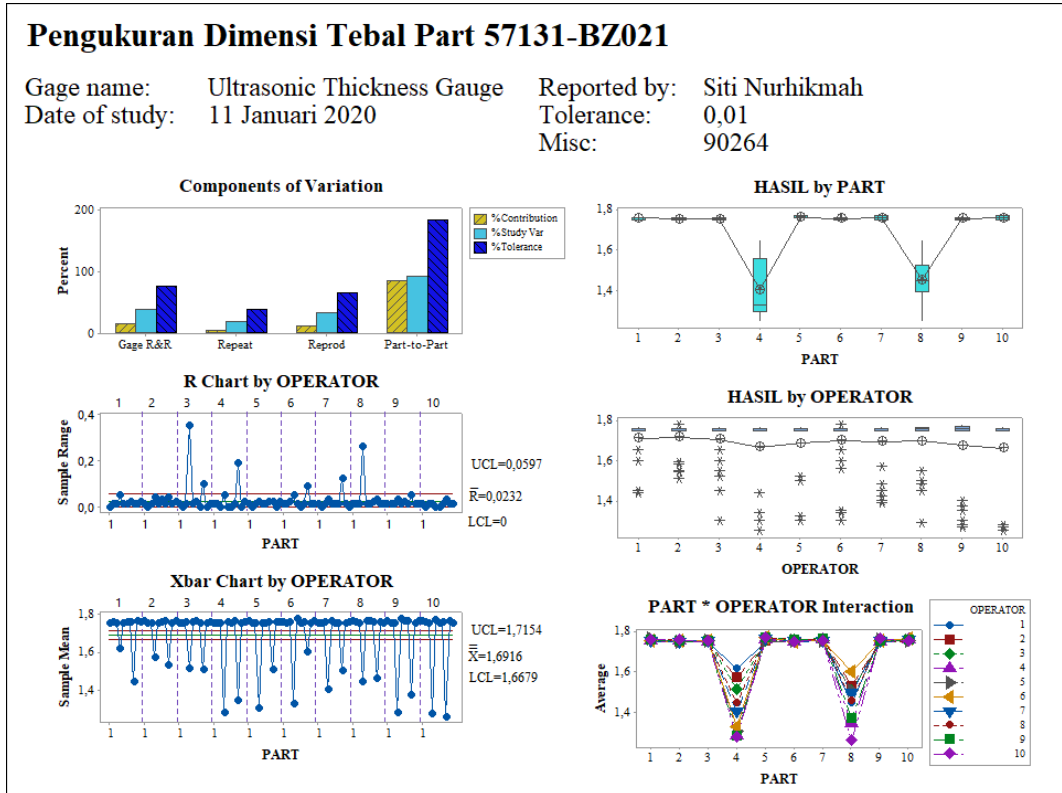 Pengukuran Dimensi Tebal Part 57131-BZ021
Gage name: Ultrasonic Thickness Gauge
Date of study: 11 Januari 2020
Reported by: Siti Nurhikmah
Tolerance: 0,01
Misc: 90264
Components of Variation
200
100
0
Percent
Gage R&R Repeat Reprod Part-to-Part
%Contribution
%Study Var
%Tolerance
HASIL by PART
1,8
1,6
1,4
1 2 3 4 5 6 7 8 9 10
PART
R Chart by OPERATOR
1 2 3 4 5 6 7 8 9 10
0,4
0,2
0,0
Sample Range
UCL=0,0597
R=0,0232
LCL=0
1 1 1 1 1 1 1 1 1 1
PART
HASIL by OPERATOR
1,8
1,6
1,4
1 2 3 4 5 6 7 8 9 10
OPERATOR
Xbar Chart by OPERATOR
1 2 3 4 5 6 7 8 9 10
1,8
1,6
1,4
Sample Mean
UCL=1,7154
X=1,6916
LCL=1,6679
1 1 1 1 1 1 1 1 1 1
PART
PART * OPERATOR Interaction
1,8
1,6
1,4
Average
1 2 3 4 5 6 7 8 9 10
PART
OPERATOR
1
2
3
4
5
6
7
8
9
10